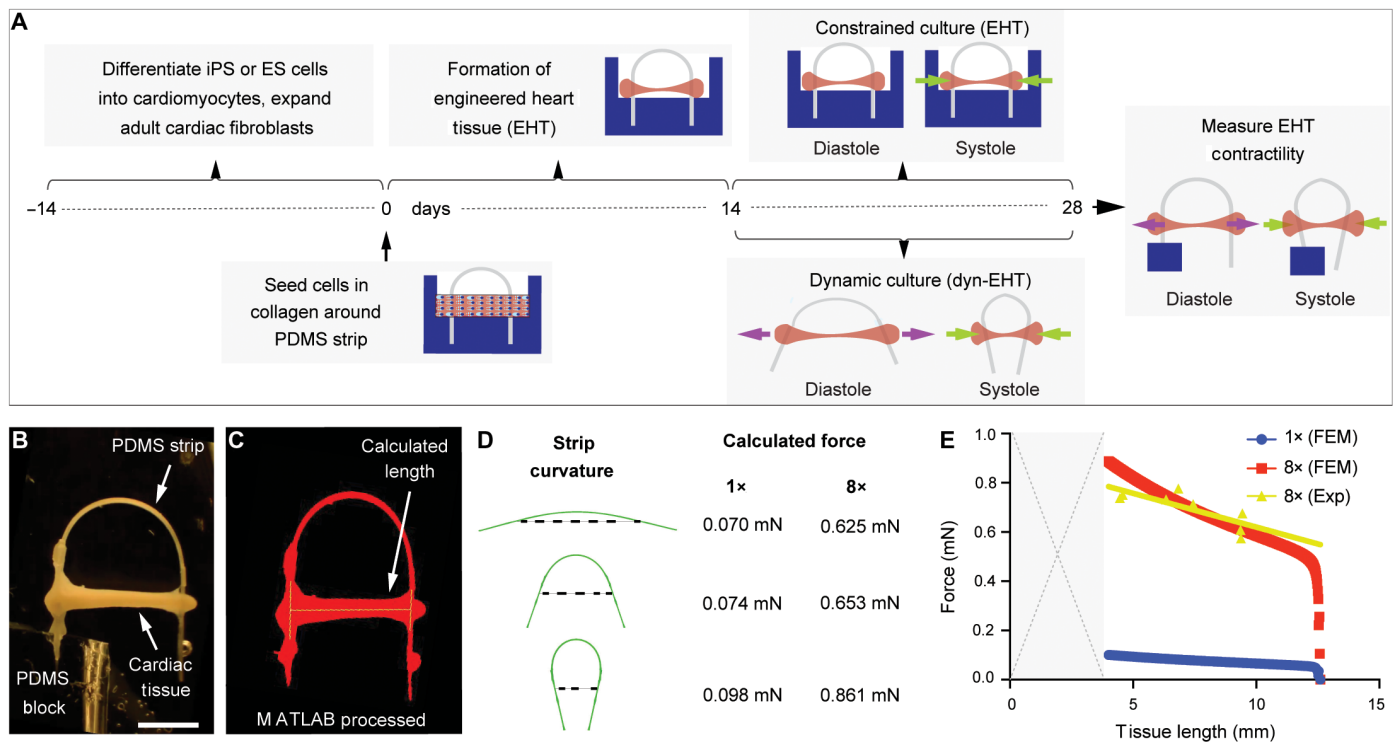 A
Differentiate iPS or ES cells
into cardiomyocytes, expand
adult cardiac fibroblasts
Formation of
engineered heart
tissue (EHT)
Constrained culture (EHT)
Diastole
Systole
Measure EHT
contractility
Diastole
Systole
−14
0
days
14
28
Seed cells in
collagen around
PDMS strip
Dynamic culture (dyn-EHT)
Diastole
Systole
B
PDMS strip
Cardiac
tissue
PDMS
block
C
Calculated
length
M ATLAB processed
D
Strip
curvature
Calculated force
1×
8×
0.070 mN
0.625 mN
0.074 mN
0.653 mN
0.098 mN
0.861 mN
E
1× (FEM)
8× (FEM)
8× (Exp)
Force (mN)
1.0
0.8
0.6
0.4
0.2
0.0
0
5
10
15
Tissue length (mm)